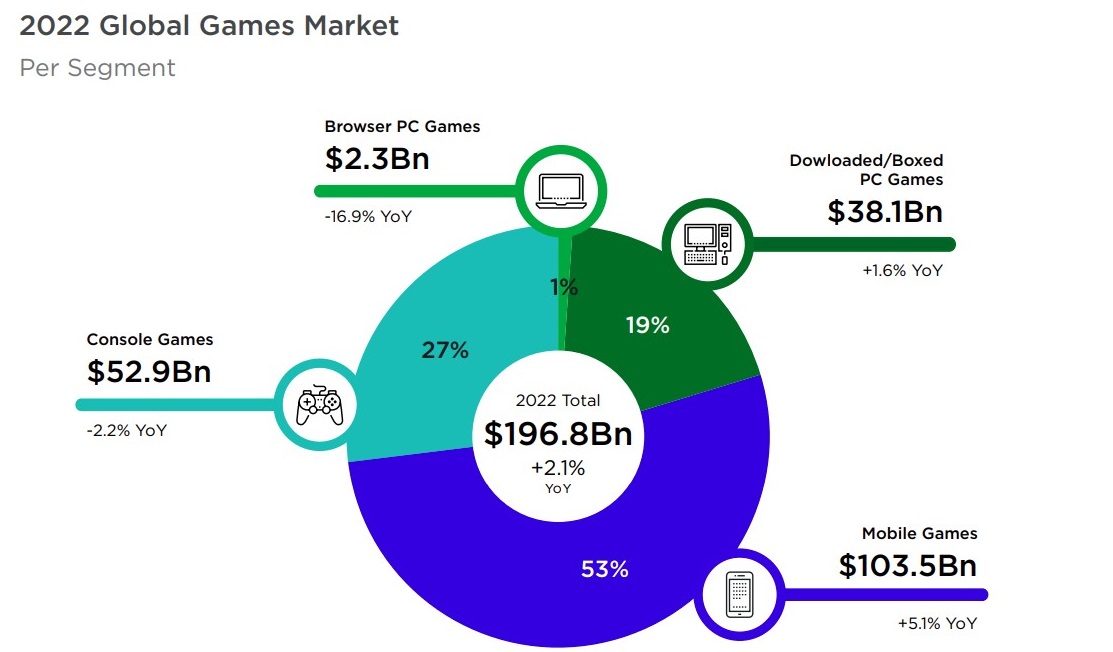 2022 Global Games Market
Per Segment
Browser PC Games
$2.3Bn
-16.9% YoY
Dowloaded/Boxed
PC Games
$38.1Bn
+1.6% YoY
1%
19%
27%
Console Games
$52.9Bn
-2.2% YoY
2022 Total
$196.8Bn
+2.1%
YoY
53%
Mobile Games
$103.5Bn
+5.1% YoY